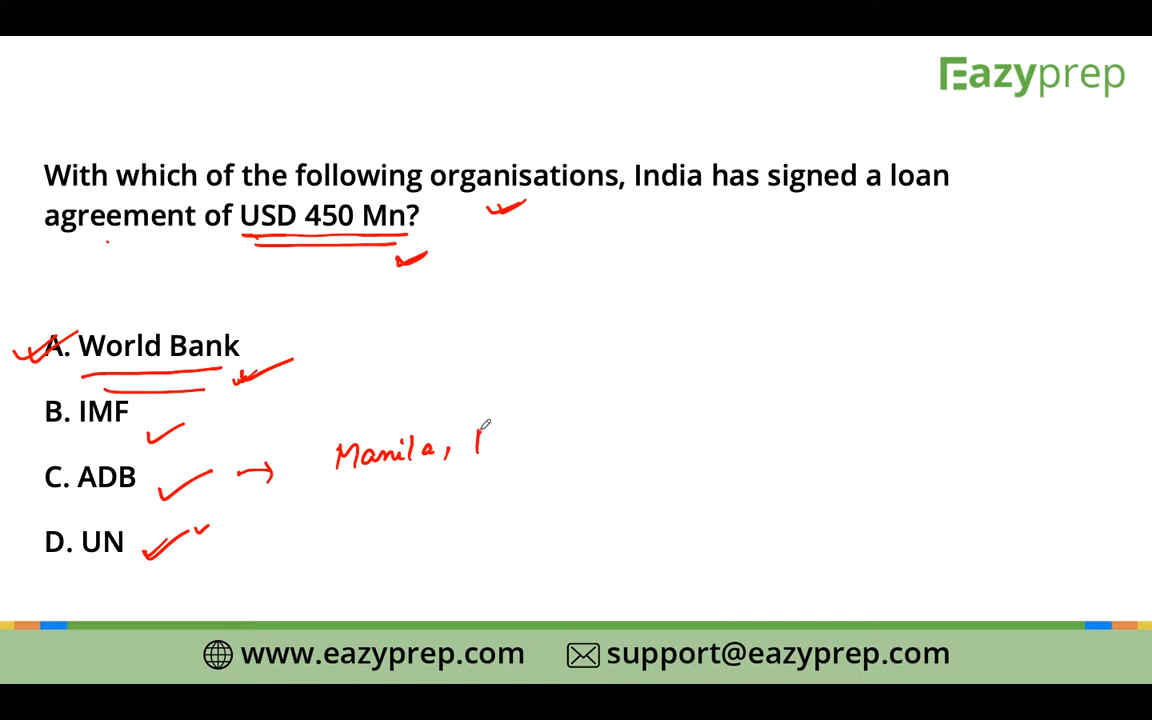 Eazyprep
With which of the following organisations, India has signed a loan
agreement of USD 450 Mn?
A. World Bank
B. IMF
C. ADB
Manila,
D. UN
www.eazyprep.com
support@eazyprep.com